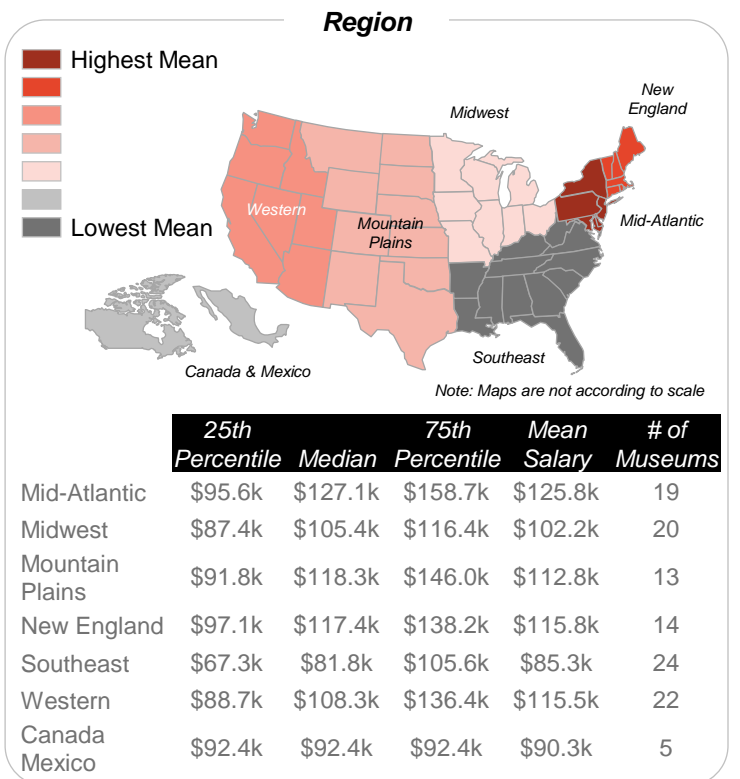 Region
Highest Mean
New
England
Midwest
Western
Mid-Atlantic
Lowest Mean
Mountain
Plains
Southeast
Canada & Mexico
Note: Maps are not according to scale
25th Percentile Median 75th Percentile Mean Salary # of Museums
Mid-Atlantic $95.6k $127.1k $158.7k $125.8k 19
Midwest $87.4k $105.4k $116.4k $102.2k 20
Mountain Plains $91.8k $118.3k $146.0k $112.8k 13
New England $97.1k $117.4k $138.2k $115.8k 14
Southeast $67.3k $81.8k $105.6k $85.3k 24
Western $88.7k $108.3k $136.4k $115.5k 22
Canada Mexico $92.4k $92.4k $92.4k $90.3k 5